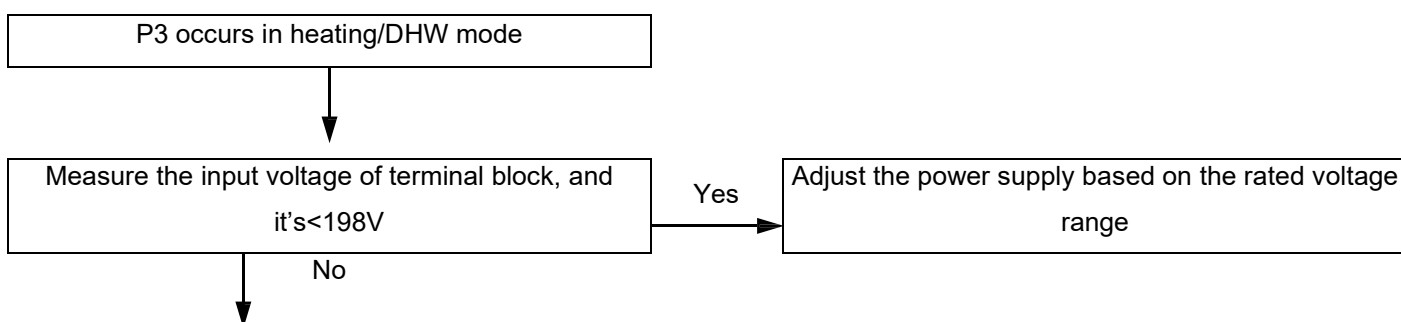 P3 occurs in heating/DHW mode
Measure the input voltage of terminal block, and
it’s<198V
Yes
Adjust the power supply based on the rated voltage
range
No